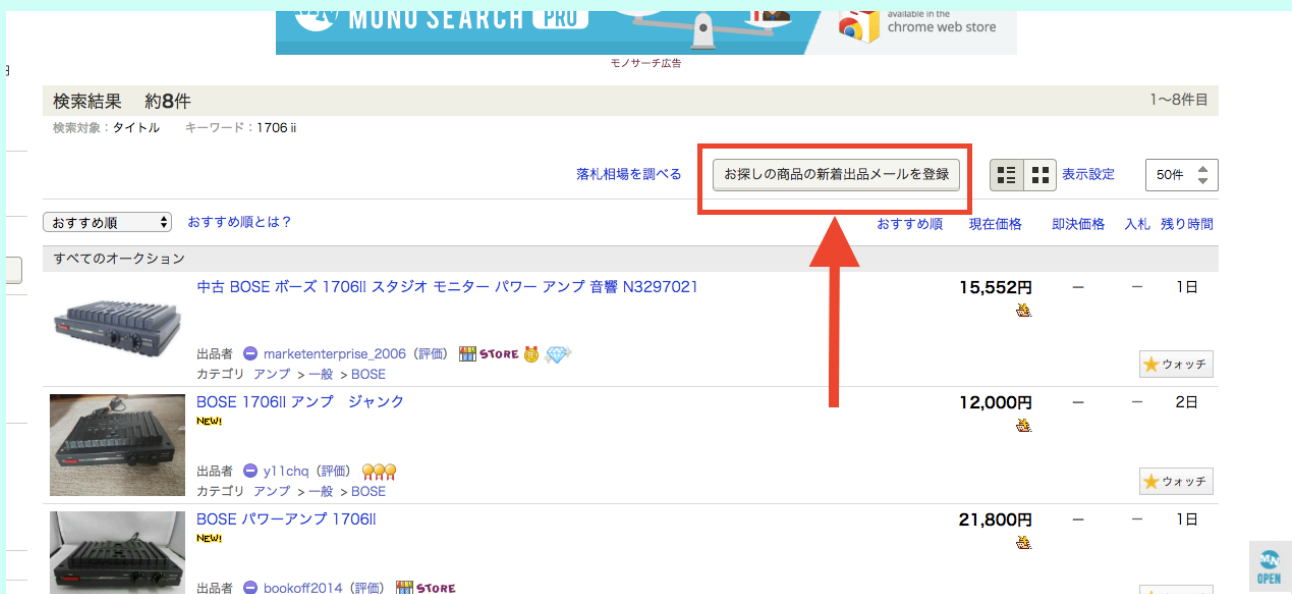 MONO SEARCH PRO
available in the
chrome web store
モノサーチ広告
検索結果 約8件
1～8件目
検索対象：タイトル キーワード：1706 ii
落札相場を調べる
お探しの商品の新着出品メールを登録
表示設定
50件
おすすめ順
おすすめ順とは？
おすすめ順 現在価格 即決価格 入札 残り時間
すべてのオークション
中古 BOSE ボーズ 1706II スタジオ モニター パワー アンプ 音響 N3297021
15,552円 － － 1日
出品者 marketenterprise_2006（評価） STORE
カテゴリ アンプ >一般 >BOSE
ウォッチ
BOSE 1706II アンプ ジャンク
12,000円 － － 2日
NEW!
出品者 y11chq（評価）
カテゴリ アンプ >一般 >BOSE
ウォッチ
BOSE パワーアンプ 1706II
21,800円 － － 1日
NEW!
出品者 bookoff2014（評価） STORE
OPEN